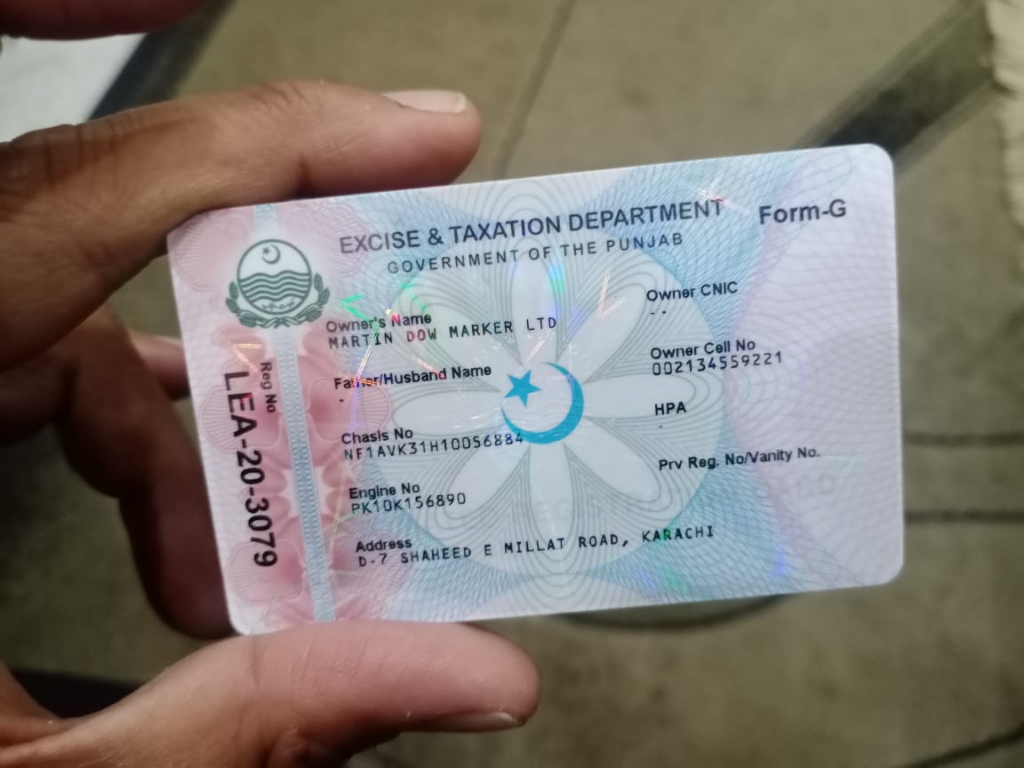 EXCISE & TAXATION DEPARTMENT
Form-G
GOVERNMENT OF THE PUNJAB
Owner's Name
MARTIN DOW MARKER LTD
Owner CNIC
- -
Father/Husband Name
-
Owner Cell No
002134559221
HPA
-
Chasis No
NF1AVK31H10056884
Prv Reg. No/Vanity No.
Engine No
PK10K156890
Address
D-7 SHAHEED E MILLAT ROAD, KARACHI
Reg No
LEA-20-3079